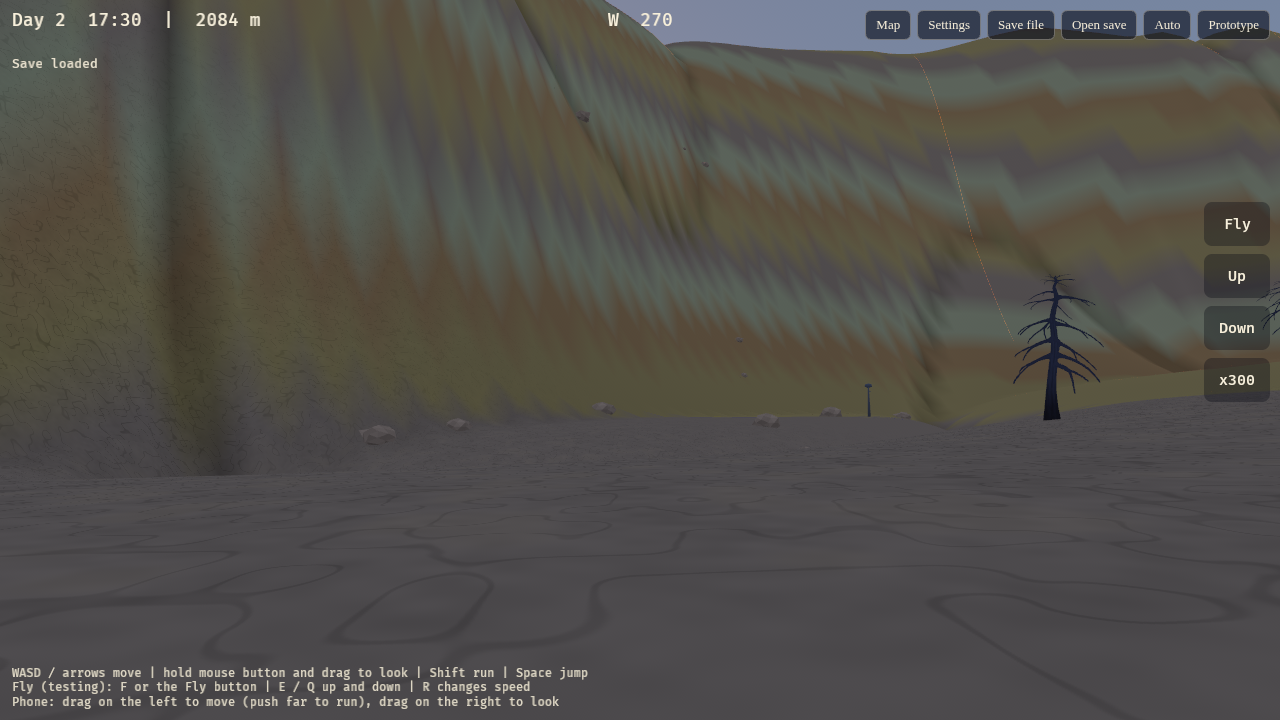 Day 2  17:30  |  2084 m
W  270
Map
Settings
Save file
Open save
Auto
Prototype
Save loaded
Fly
Up
Down
x300
WASD / arrows move | hold mouse button and drag to look | Shift run | Space jump
Fly (testing): F or the Fly button | E / Q up and down | R changes speed
Phone: drag on the left to move (push far to run), drag on the right to look